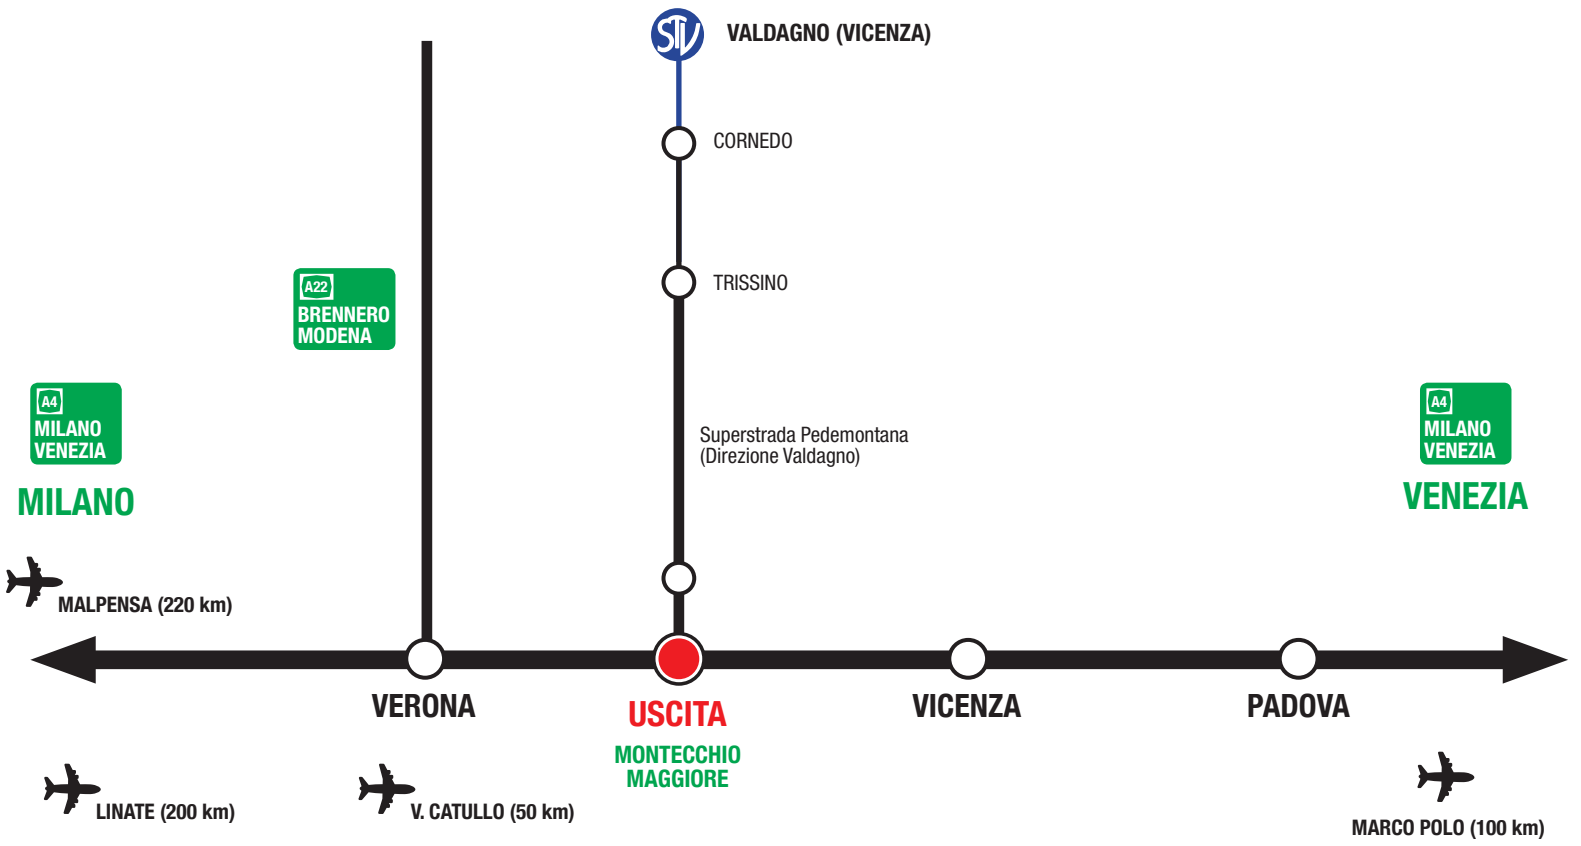 STV
VALDAGNO (VICENZA)
CORNEDO
TRISSINO
A22
BRENNERO
MODENA
A4
MILANO
VENEZIA
MILANO
Superstrada Pedemontana
(Direzione Valdagno)
A4
MILANO
VENEZIA
VENEZIA
MALPENSA (220 km)
VERONA
USCITA
MONTECCHIO
MAGGIORE
VICENZA
PADOVA
LINATE (200 km)
V. CATULLO (50 km)
MARCO POLO (100 km)